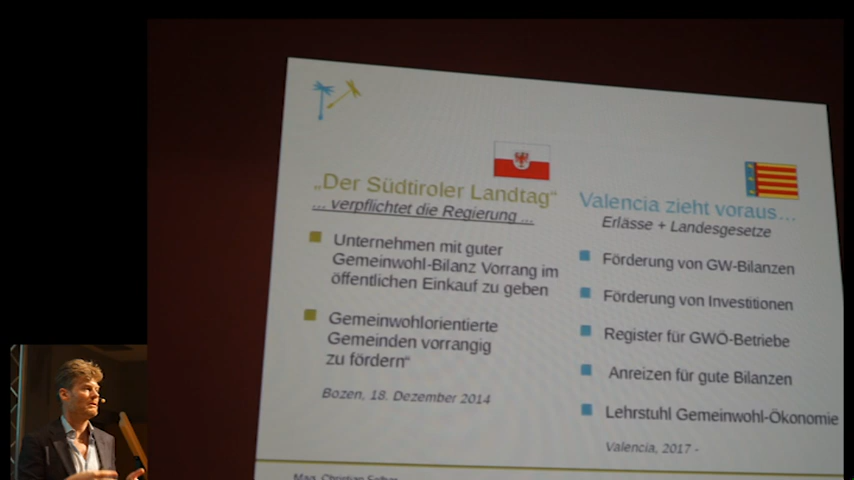 „Der Südtiroler Landtag“
... verpflichtet die Regierung ...
Unternehmen mit guter
Gemeinwohl-Bilanz Vorrang im
öffentlichen Einkauf zu geben
Gemeinwohlorientierte
Gemeinden vorrangig
zu fördern“
Bozen, 18. Dezember 2014
Valencia zieht voraus...
Erlässe + Landesgesetze
Förderung von GW-Bilanzen
Förderung von Investitionen
Register für GWÖ-Betriebe
Anreizen für gute Bilanzen
Lehrstuhl Gemeinwohl-Ökonomie
Valencia, 2017 -
Mag. Christian